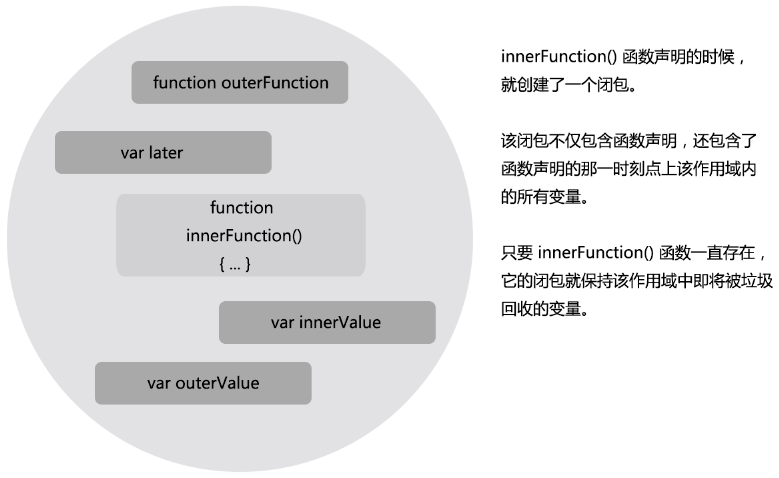 function outerFunction
var later
function
innerFunction()
{ ... }
var innerValue
var outerValue
innerFunction() 函数声明的时候，
就创建了一个闭包。
该闭包不仅包含函数声明，还包含了
函数声明的那一时刻点上该作用域内
的所有变量。
只要 innerFunction() 函数一直存在，
它的闭包就保持该作用域中即将被垃圾
回收的变量。